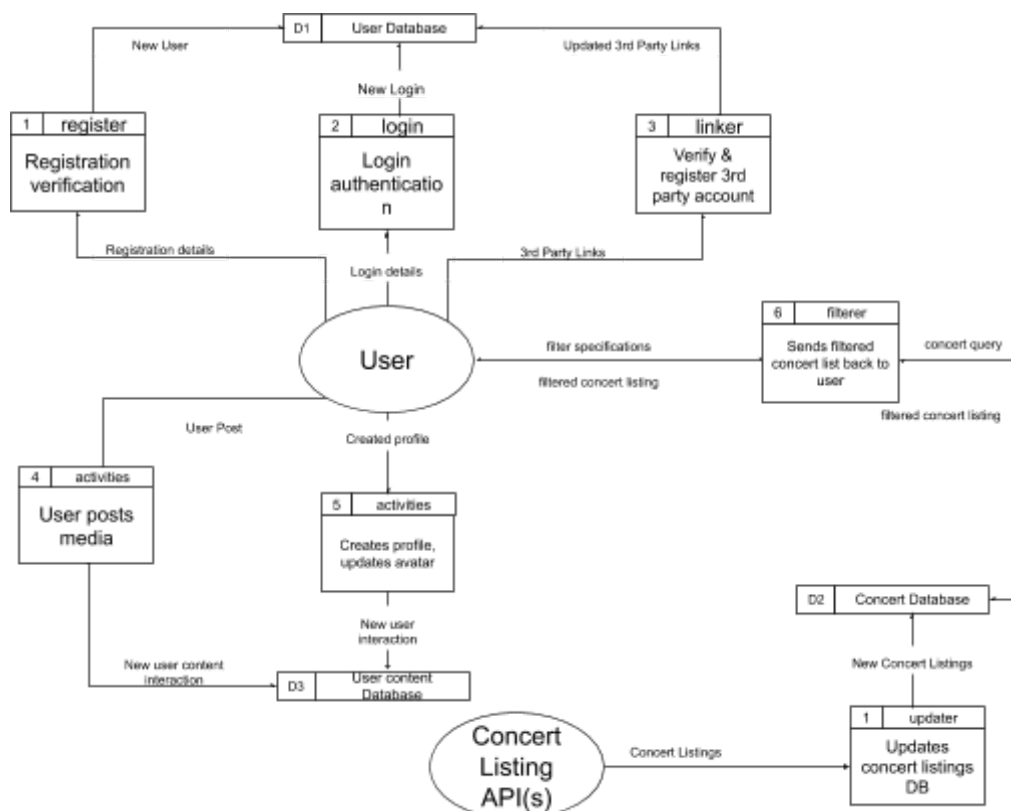 D1 User Database
New User
Updated 3rd Party Links
New Login
1 register
Registration
verification
2 login
Login
authenticatio
n
3 linker
Verify &
register 3rd
party account
Registration details
Login details
3rd Party Links
User
filter specifications
filtered concert listing
6 filterer
Sends filtered
concert list back to
user
concert query
filtered concert listing
User Post
Created profile
4 activities
User posts
media
5 activities
Creates profile,
updates avatar
New user
interaction
New user content
interaction
D3 User content
Database
D2 Concert Database
New Concert Listings
1 updater
Updates
concert listings
DB
Concert Listings
Concert
Listing
API(s)